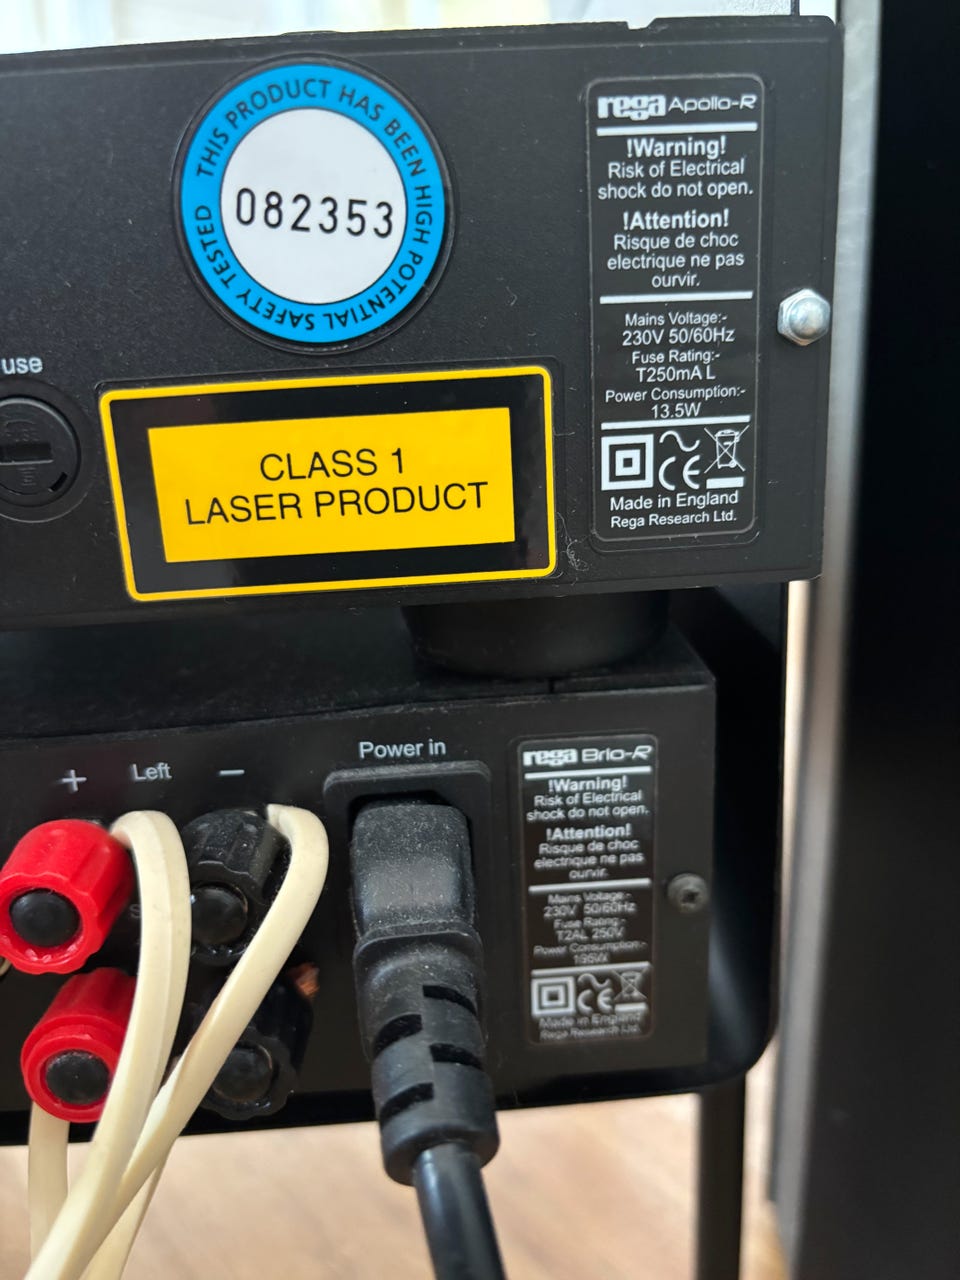 THIS PRODUCT HAS BEEN HIGH POTENTIAL SAFETY TESTED
082353
use
CLASS 1
LASER PRODUCT
rega Apollo-R
!Warning!
Risk of Electrical
shock do not open.
!Attention!
Risque de choc
electrique ne pas
ourvir.
Mains Voltage:-
230V 50/60Hz
Fuse Rating:-
T250mA L
Power Consumption:-
13.5W
CE
Made in England
Rega Research Ltd.
+ Left −
Power in
rega Brio-R
!Warning!
Risk of Electrical
shock do not open.
!Attention!
Risque de choc
electrique ne pas
ourvir.
Mains Voltage:-
230V 50/60Hz
Fuse Rating:-
T2AL 250V
Power Consumption:-
195W
CE
Made in England
Rega Research Ltd.